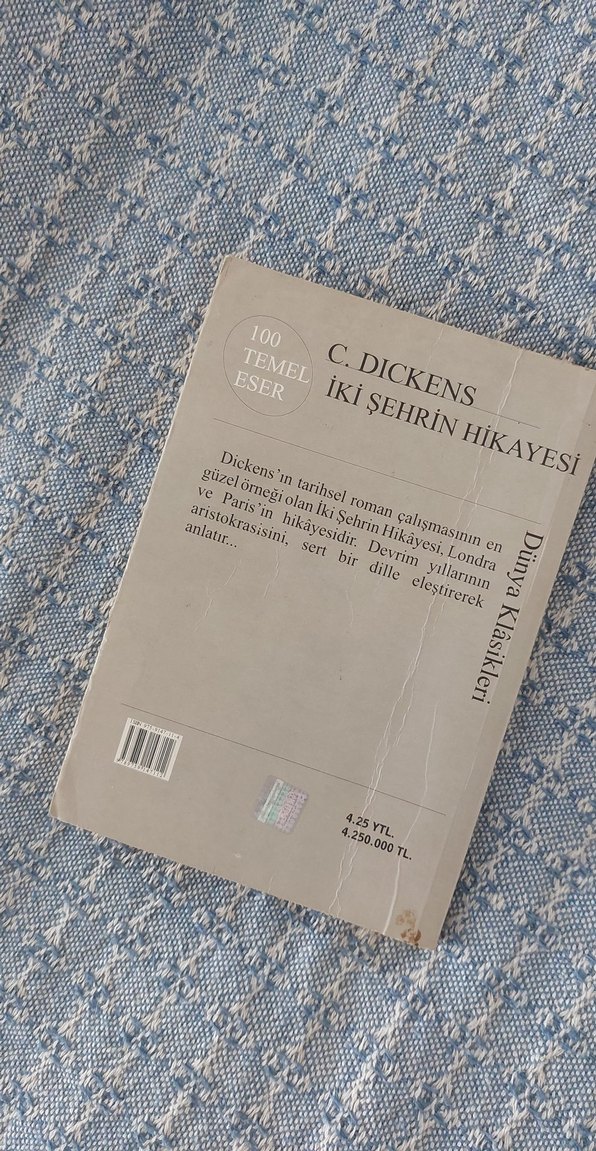 100
TEMEL
ESER
C. DICKENS
İKİ ŞEHRİN HİKAYESİ
Dickens'ın tarihsel roman çalışmasının en
güzel örneği olan İki Şehrin Hikâyesi, Londra
ve Paris'in hikâyesidir. Devrim yıllarının
aristokrasisini, sert bir dille eleştirerek
anlatır...
Dünya Klâsikleri
4.25 YTL.
4.250.000 TL.